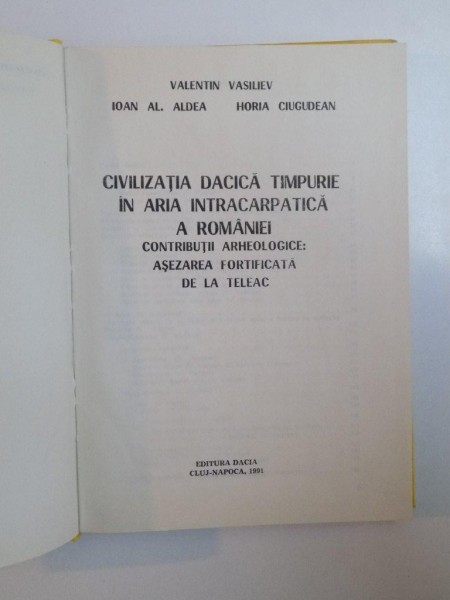 VALENTIN VASILIEV
IOAN AL. ALDEA HORIA CIUGUDEAN
CIVILIZAȚIA DACICĂ TIMPURIE
ÎN ARIA INTRACARPATICĂ
A ROMÂNIEI
CONTRIBUȚII ARHEOLOGICE:
AȘEZAREA FORTIFICATĂ
DE LA TELEAC
EDITURA DACIA
CLUJ-NAPOCA, 1991